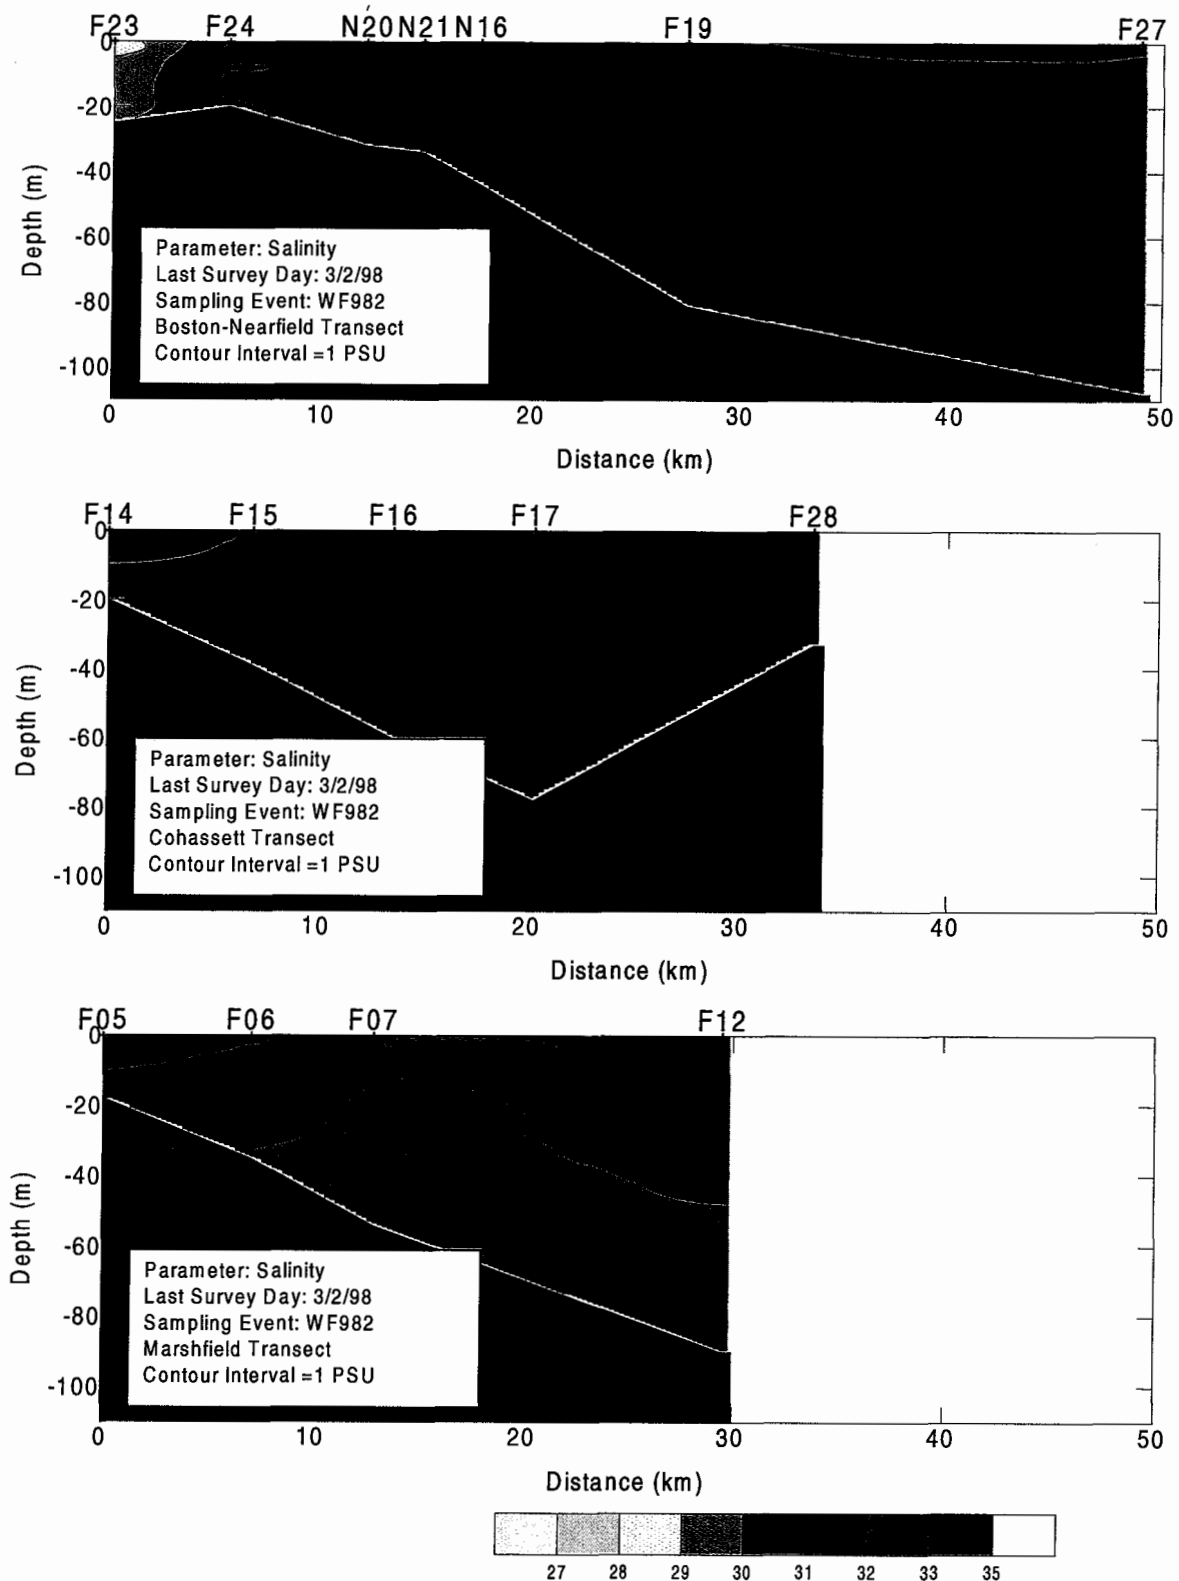 F23 F24 N20 N21 N16 F19 F27
0
-20
-40
-60
-80
-100
Depth (m)
Parameter: Salinity
Last Survey Day: 3/2/98
Sampling Event: WF982
Boston-Nearfield Transect
Contour Interval =1 PSU
0 10 20 30 40 50
Distance (km)
F14 F15 F16 F17 F28
0
-20
-40
-60
-80
-100
Depth (m)
Parameter: Salinity
Last Survey Day: 3/2/98
Sampling Event: WF982
Cohassett Transect
Contour Interval =1 PSU
0 10 20 30 40 50
Distance (km)
F05 F06 F07 F12
0
-20
-40
-60
-80
-100
Depth (m)
Parameter: Salinity
Last Survey Day: 3/2/98
Sampling Event: WF982
Marshfield Transect
Contour Interval =1 PSU
0 10 20 30 40 50
Distance (km)
27 28 29 30 31 32 33 35